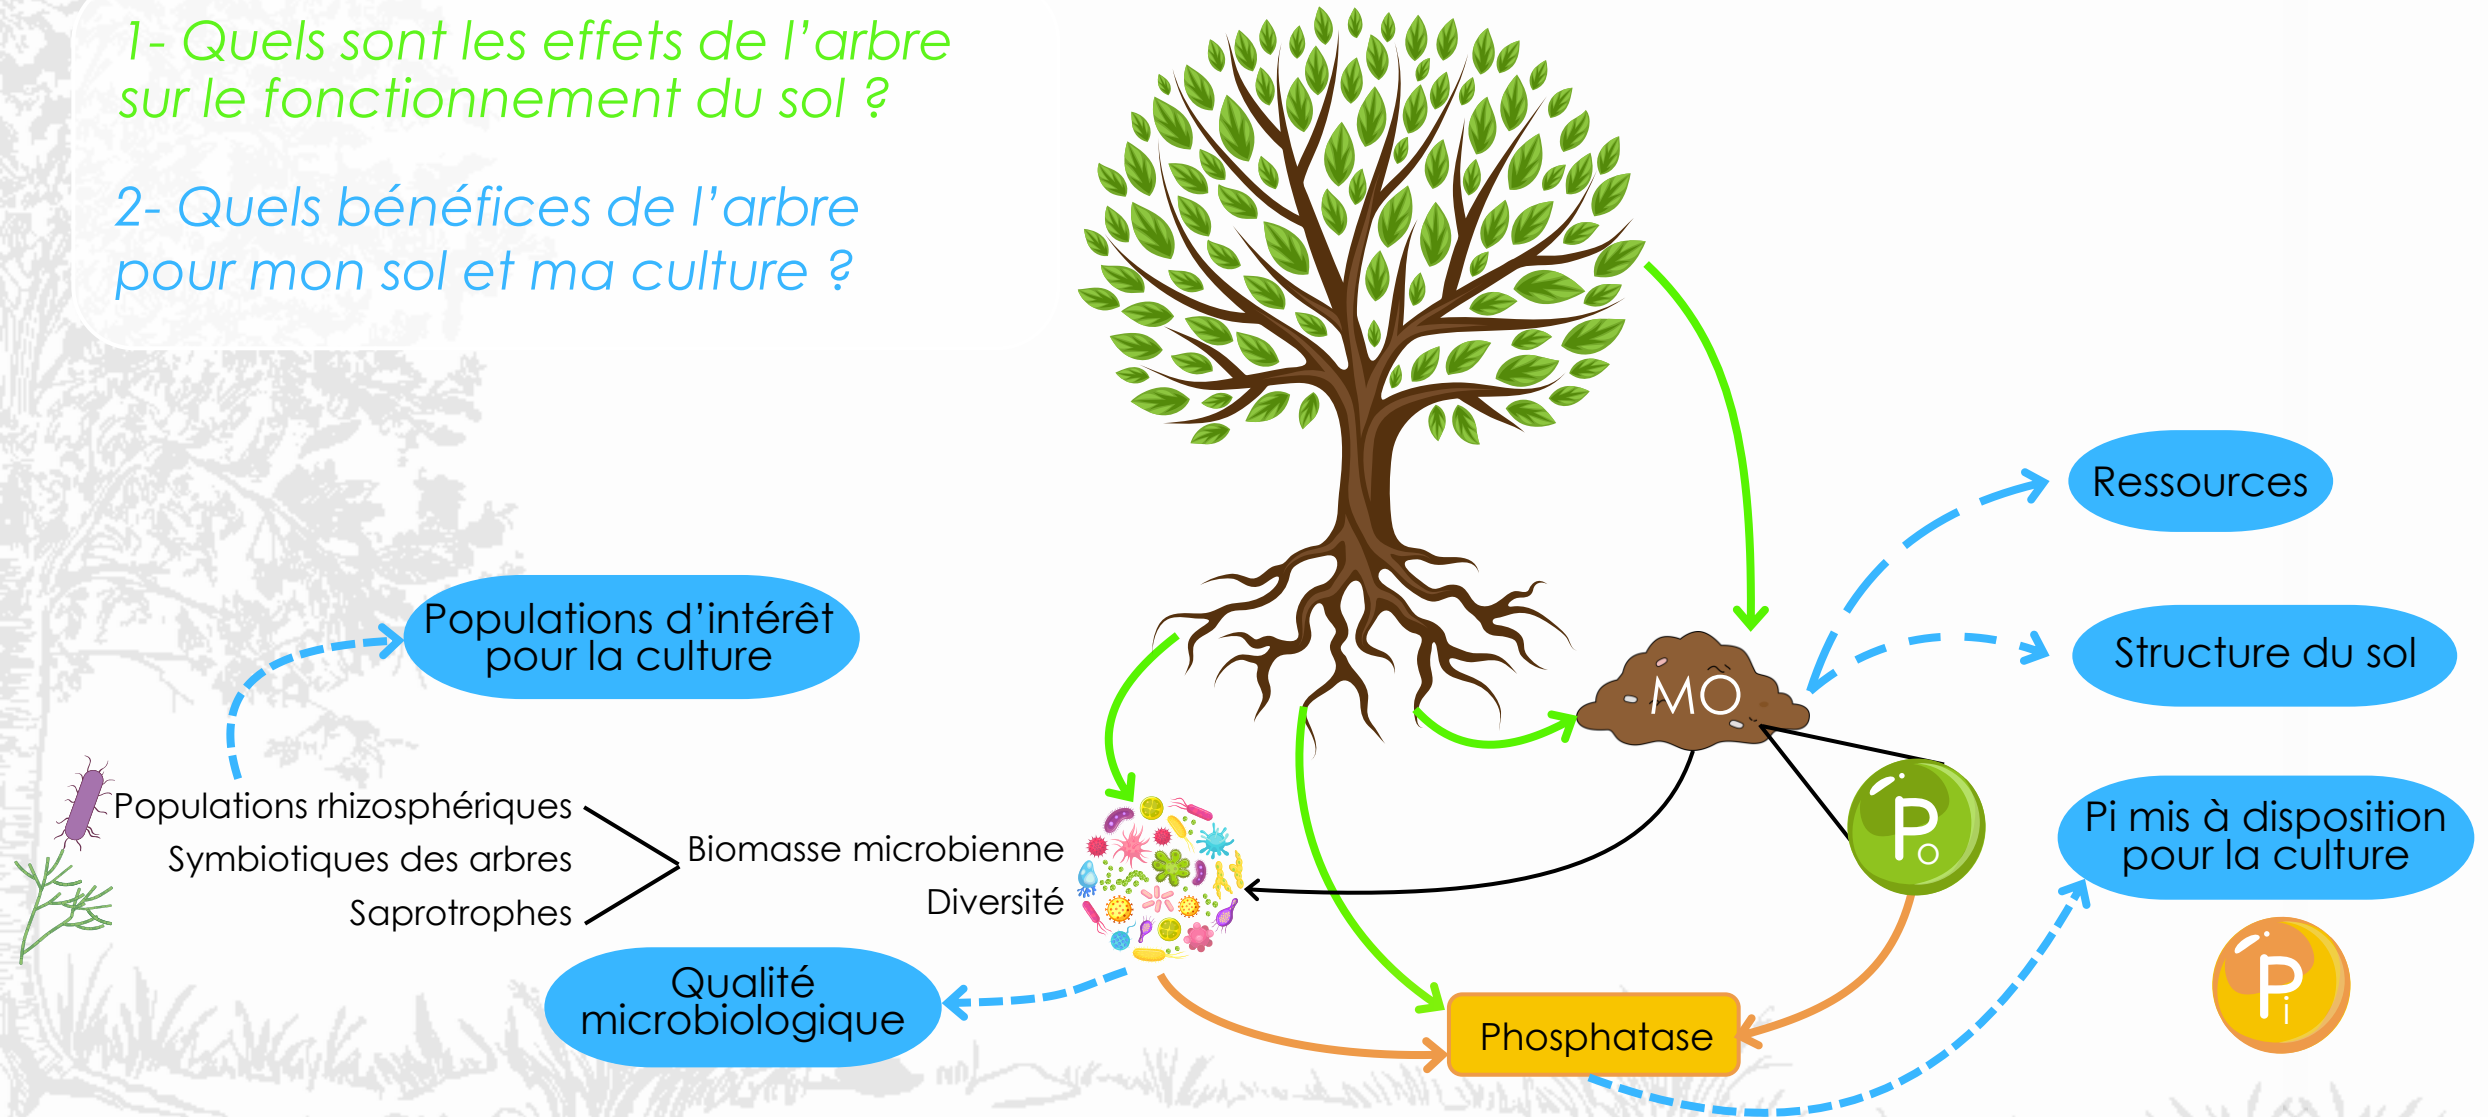 1- Quels sont les effets de l’arbre
sur le fonctionnement du sol ?
2- Quels bénéfices de l’arbre
pour mon sol et ma culture ?
Ressources
Structure du sol
MO
Populations d’intérêt
pour la culture
Po
Pi mis à disposition
pour la culture
Populations rhizosphériques
Symbiotiques des arbres
Saprotrophes
Biomasse microbienne
Diversité
Qualité
microbiologique
Phosphatase
Pi